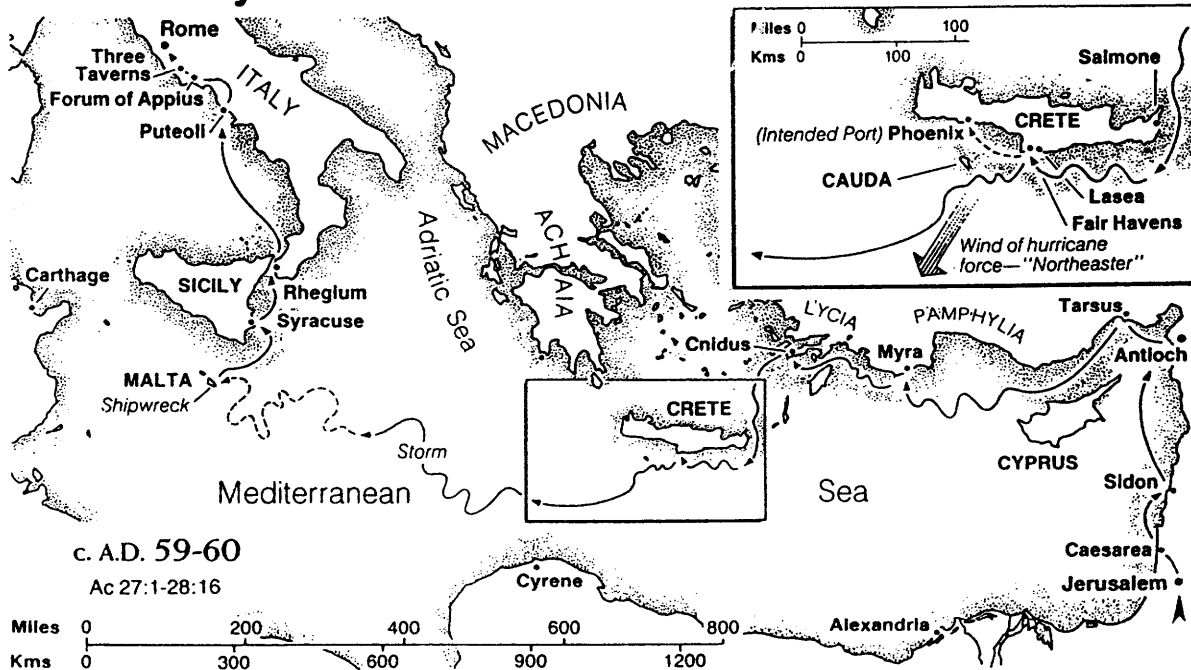 Rome
Three
Taverns
Forum of Appius
Puteoli
ITALY
MACEDONIA
ACHAIA
Adriatic Sea
Carthage
SICILY
Rhegium
Syracuse
MALTA
Shipwreck
Storm
Mediterranean
Sea
Miles 0 100
Kms 0 100
Salmone
CRETE
(Intended Port) Phoenix
CAUDA
Lasea
Fair Havens
Wind of hurricane
force—"Northeaster"
LYCIA
PAMPHYLIA
Tarsus
Cnidus
Myra
Antioch
CRETE
CYPRUS
Sidon
Caesarea
Jerusalem
c. A.D. 59-60
Ac 27:1-28:16
Cyrene
Alexandria
Miles 0 200 400 600 800
Kms 0 300 600 900 1200